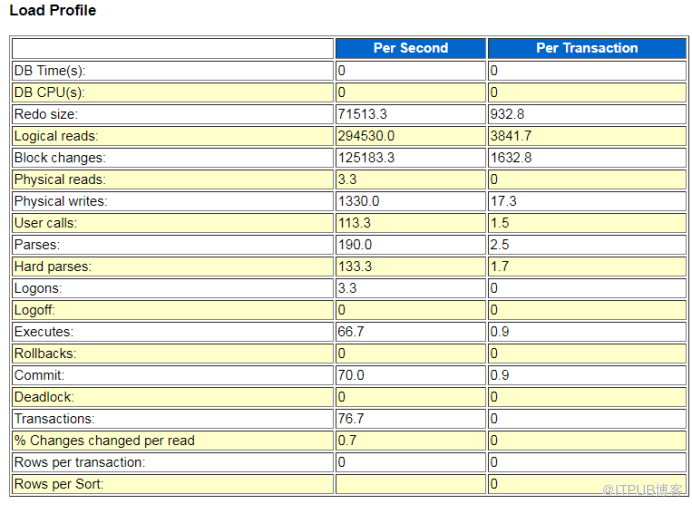 Load Profile
Per Second Per Transaction
DB Time(s): 0 0
DB CPU(s): 0 0
Redo size: 71513.3 932.8
Logical reads: 294530.0 3841.7
Block changes: 125183.3 1632.8
Physical reads: 3.3 0
Physical writes: 1330.0 17.3
User calls: 113.3 1.5
Parses: 190.0 2.5
Hard parses: 133.3 1.7
Logons: 3.3 0
Logoff: 0 0
Executes: 66.7 0.9
Rollbacks: 0 0
Commit: 70.0 0.9
Deadlock: 0 0
Transactions: 76.7 0
% Changes changed per read 0.7 0
Rows per transaction: 0 0
Rows per Sort: 0
@ITPUB博客